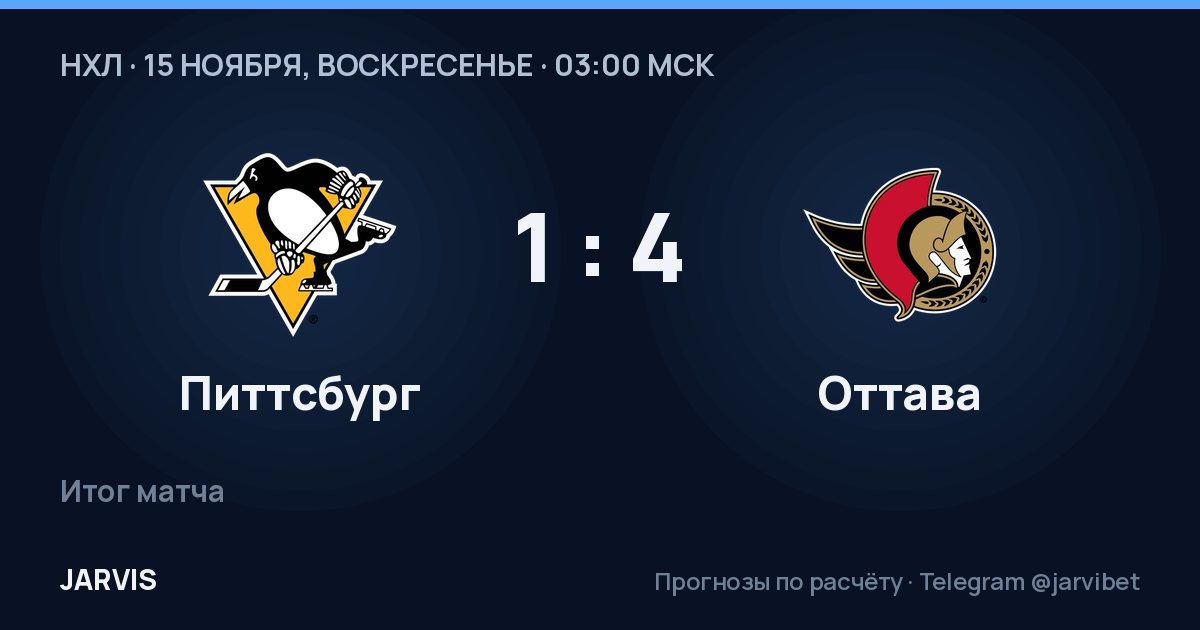 НХЛ · 15 НОЯБРЯ, ВОСКРЕСЕНЬЕ · 03:00 МСК
1 : 4
Питтсбург
Оттава
Итог матча
JARVIS
Прогнозы по расчёту · Telegram @jarvibet